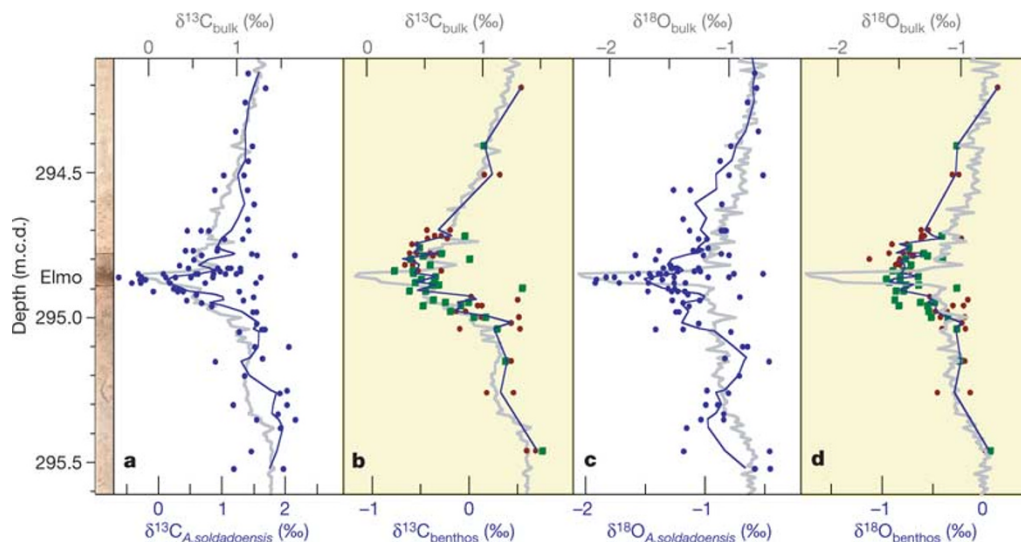 δ13Cbulk (‰) δ13Cbulk (‰) δ18Obulk (‰) δ18Obulk (‰)
0 1 0 1 −2 −1 −2 −1
294.5
Elmo
295.0
295.5
Depth (m.c.d.)
a b c d
0 1 2 −1 0 −2 −1 −1 0
δ13CA.soldadoensis (‰) δ13Cbenthos (‰) δ18OA.soldadoensis (‰) δ18Obenthos (‰)